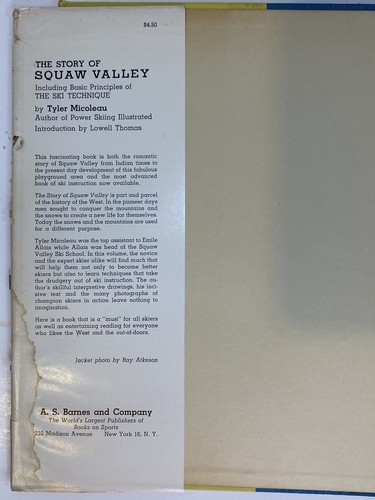 $4.50
THE STORY OF
SQUAW VALLEY
Including Basic Principles of
THE SKI TECHNIQUE
by Tyler Micoleau
Author of Power Skiing Illustrated
Introduction by Lowell Thomas
This fascinating book is both the romantic
story of Squaw Valley from Indian times to
the present day development of this fabulous
playground area and the most advanced
book of ski instruction now available.
The Story of Squaw Valley is part and parcel
of the history of the West. In the pioneer days
men sought to conquer the mountains and
the snows to create a new life for themselves.
Today the snows and the mountains are used
for a different purpose.
Tyler Micoleau was the top assistant to Emile
Allais while Allais was head of the Squaw
Valley Ski School. In this volume, the novice
and the expert skier alike will find much that
will help them not only to become better
skiers but also to learn techniques that take
the drudgery out of ski instruction. The au-
thor's skillful interpretive drawings, his inci-
sive text and the many photographs of
champion skiers in action leave nothing to
imagination.
Here is a book that is a "must" for all skiers
as well as entertaining reading for everyone
who likes the West and the out-of-doors.
Jacket photo by Ray Atkeson
A. S. Barnes and Company
The World's Largest Publishers of
Books on Sports
232 Madison Avenue New York 16, N. Y.